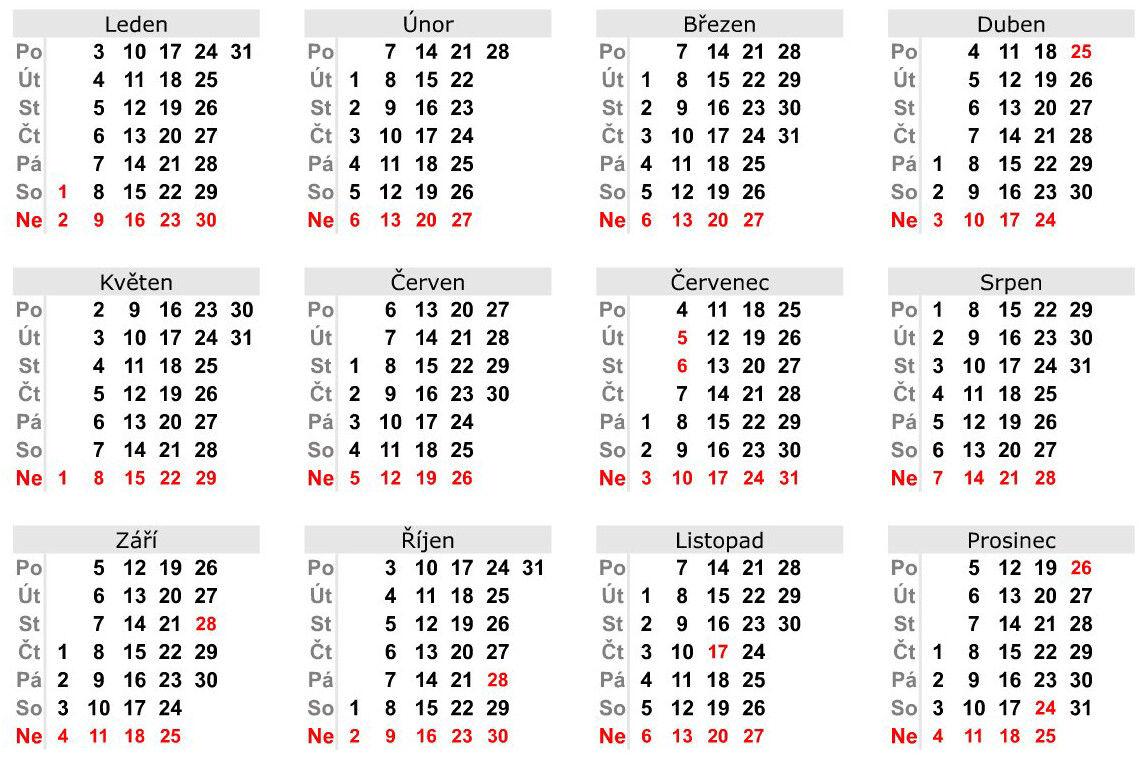 Leden Únor Březen Duben
Po 3 10 17 24 31 Po 7 14 21 28 Po 7 14 21 28 Po 4 11 18 25
Út 4 11 18 25 Út 1 8 15 22 Út 1 8 15 22 29 Út 5 12 19 26
St 5 12 19 26 St 2 9 16 23 St 2 9 16 23 30 St 6 13 20 27
Čt 6 13 20 27 Čt 3 10 17 24 Čt 3 10 17 24 31 Čt 7 14 21 28
Pá 7 14 21 28 Pá 4 11 18 25 Pá 4 11 18 25 Pá 1 8 15 22 29
So 1 8 15 22 29 So 5 12 19 26 So 5 12 19 26 So 2 9 16 23 30
Ne 2 9 16 23 30 Ne 6 13 20 27 Ne 6 13 20 27 Ne 3 10 17 24
Květen Červen Červenec Srpen
Po 2 9 16 23 30 Po 6 13 20 27 Po 4 11 18 25 Po 1 8 15 22 29
Út 3 10 17 24 31 Út 7 14 21 28 Út 5 12 19 26 Út 2 9 16 23 30
St 4 11 18 25 St 1 8 15 22 29 St 6 13 20 27 St 3 10 17 24 31
Čt 5 12 19 26 Čt 2 9 16 23 30 Čt 7 14 21 28 Čt 4 11 18 25
Pá 6 13 20 27 Pá 3 10 17 24 Pá 1 8 15 22 29 Pá 5 12 19 26
So 7 14 21 28 So 4 11 18 25 So 2 9 16 23 30 So 6 13 20 27
Ne 1 8 15 22 29 Ne 5 12 19 26 Ne 3 10 17 24 31 Ne 7 14 21 28
Září Říjen Listopad Prosinec
Po 5 12 19 26 Po 3 10 17 24 31 Po 7 14 21 28 Po 5 12 19 26
Út 6 13 20 27 Út 4 11 18 25 Út 1 8 15 22 29 Út 6 13 20 27
St 7 14 21 28 St 5 12 19 26 St 2 9 16 23 30 St 7 14 21 28
Čt 1 8 15 22 29 Čt 6 13 20 27 Čt 3 10 17 24 Čt 1 8 15 22 29
Pá 2 9 16 23 30 Pá 7 14 21 28 Pá 4 11 18 25 Pá 2 9 16 23 30
So 3 10 17 24 So 1 8 15 22 29 So 5 12 19 26 So 3 10 17 24 31
Ne 4 11 18 25 Ne 2 9 16 23 30 Ne 6 13 20 27 Ne 4 11 18 25